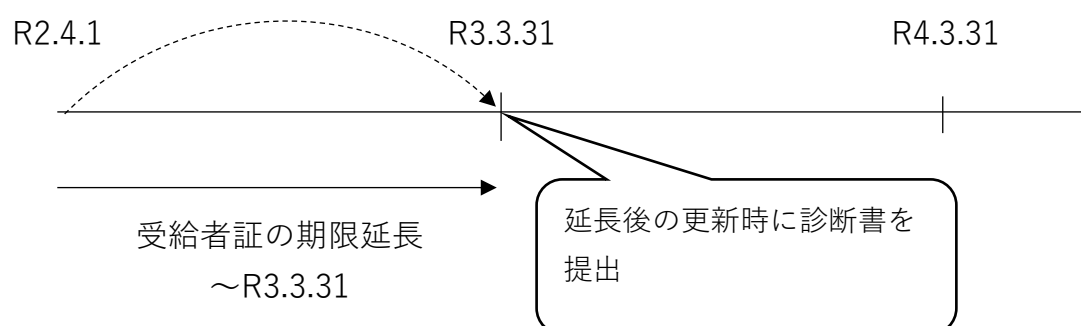 R2.4.1
R3.3.31
R4.3.31
受給者証の期限延長
～R3.3.31
延長後の更新時に診断書を
提出